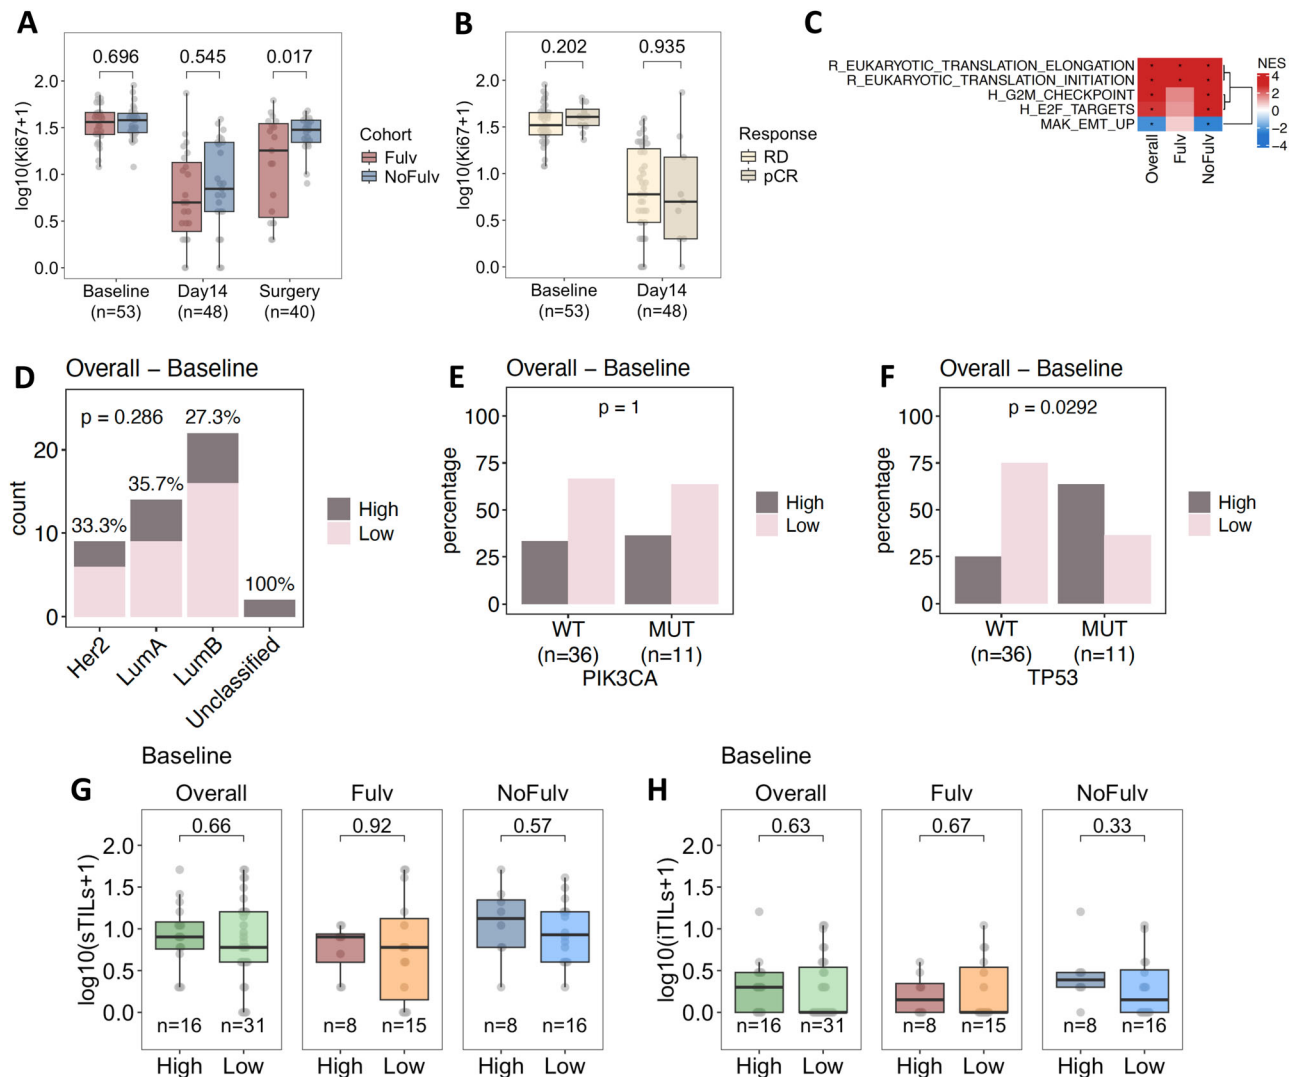 A
0.696
0.545
0.017
2.0
1.5
1.0
0.5
0.0
log10(Ki67+1)
Baseline
(n=53)
Day14
(n=48)
Surgery
(n=40)
Cohort
Fulv
NoFulv
B
0.202
0.935
2.0
1.5
1.0
0.5
0.0
log10(Ki67+1)
Baseline
(n=53)
Day14
(n=48)
Response
RD
pCR
C
R_EUKARYOTIC_TRANSLATION_ELONGATION
R_EUKARYOTIC_TRANSLATION_INITIATION
H_G2M_CHECKPOINT
H_E2F_TARGETS
MAK_EMT_UP
Overall
Fulv
NoFulv
NES
4
2
0
−2
−4
D
Overall − Baseline
p = 0.286
33.3%
35.7%
27.3%
100%
20
10
0
count
Her2
LumA
LumB
Unclassified
High
Low
E
Overall − Baseline
p = 1
100
75
50
25
0
percentage
WT
(n=36)
MUT
(n=11)
PIK3CA
High
Low
F
Overall − Baseline
p = 0.0292
100
75
50
25
0
percentage
WT
(n=36)
MUT
(n=11)
TP53
High
Low
Baseline
G
Overall
Fulv
NoFulv
0.66
0.92
0.57
2.0
1.5
1.0
0.5
0.0
log10(sTILs+1)
n=16
n=31
n=8
n=15
n=8
n=16
High
Low
High
Low
High
Low
Baseline
H
Overall
Fulv
NoFulv
0.63
0.67
0.33
2.0
1.5
1.0
0.5
0.0
log10(iTILs+1)
n=16
n=31
n=8
n=15
n=8
n=16
High
Low
High
Low
High
Low